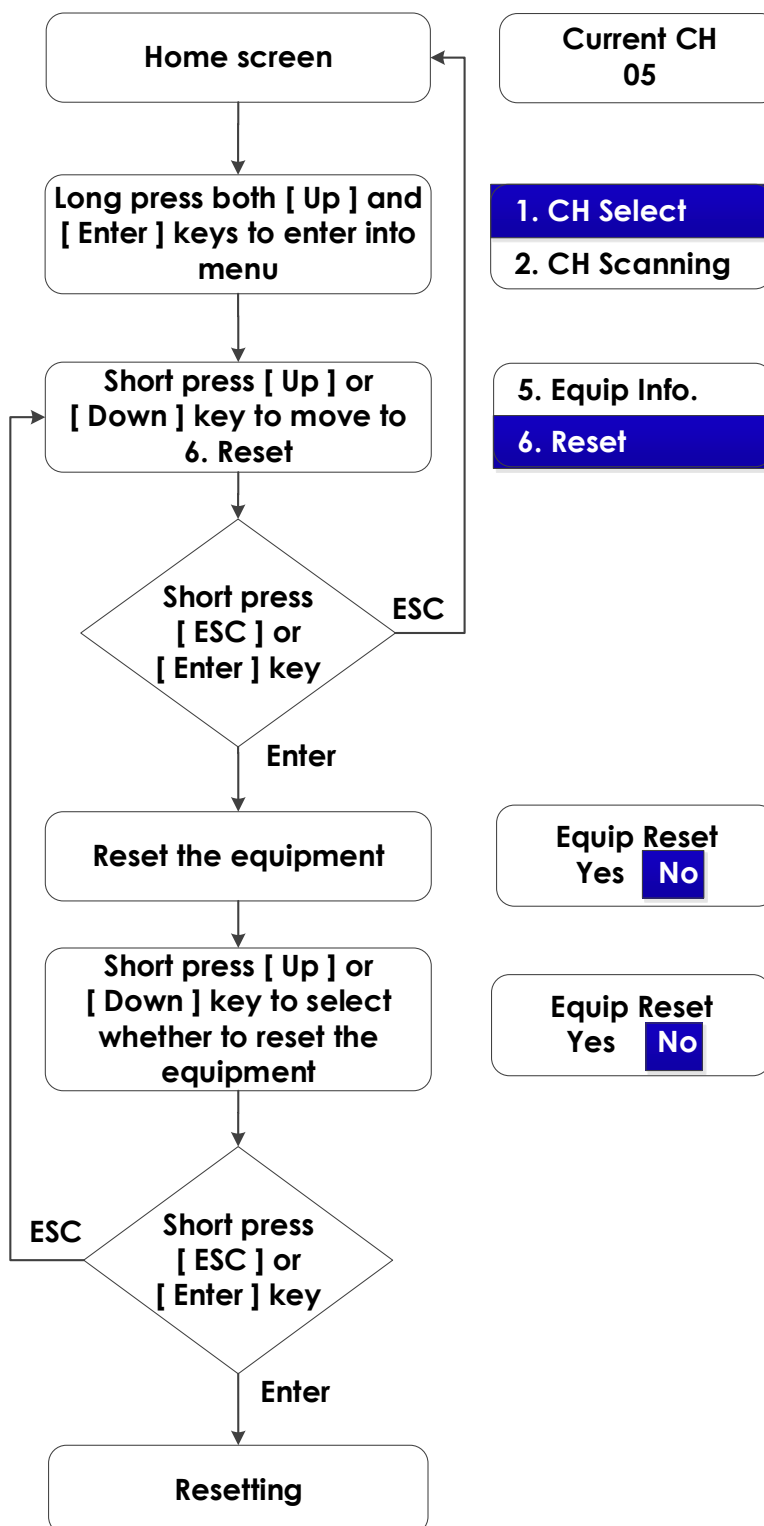 Home screen
Current CH
05
Long press both [ Up ] and
[ Enter ] keys to enter into
menu
1. CH Select
2. CH Scanning
Short press [ Up ] or
[ Down ] key to move to
6. Reset
5. Equip Info.
6. Reset
Short press
[ ESC ] or
[ Enter ] key
ESC
Enter
Reset the equipment
Equip Reset
Yes No
Short press [ Up ] or
[ Down ] key to select
whether to reset the
equipment
Equip Reset
Yes No
ESC
Short press
[ ESC ] or
[ Enter ] key
Enter
Resetting